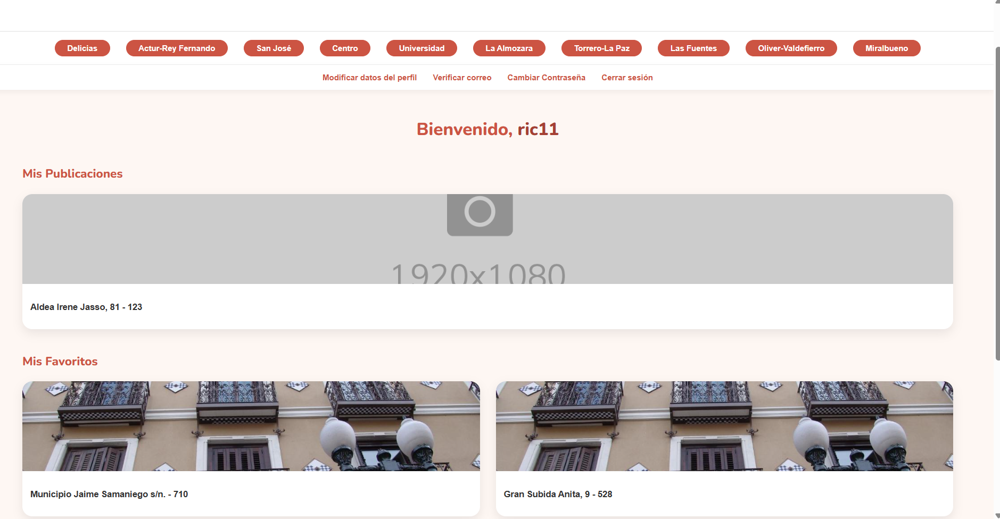 Delicias Actur-Rey Fernando San José Centro Universidad La Almozara Torrero-La Paz Las Fuentes Oliver-Valdefierro Miralbueno
Modificar datos del perfil Verificar correo Cambiar Contraseña Cerrar sesión
Bienvenido, ric11
Mis Publicaciones
1920x1080
Aldea Irene Jasso, 81 - 123
Mis Favoritos
Municipio Jaime Samaniego s/n. - 710
Gran Subida Anita, 9 - 528